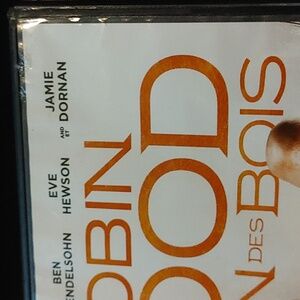 BEN EVE JAMIE
ENDELSOHN HEWSON AND ET DORNAN
OBIN
OOD
N DES BOIS